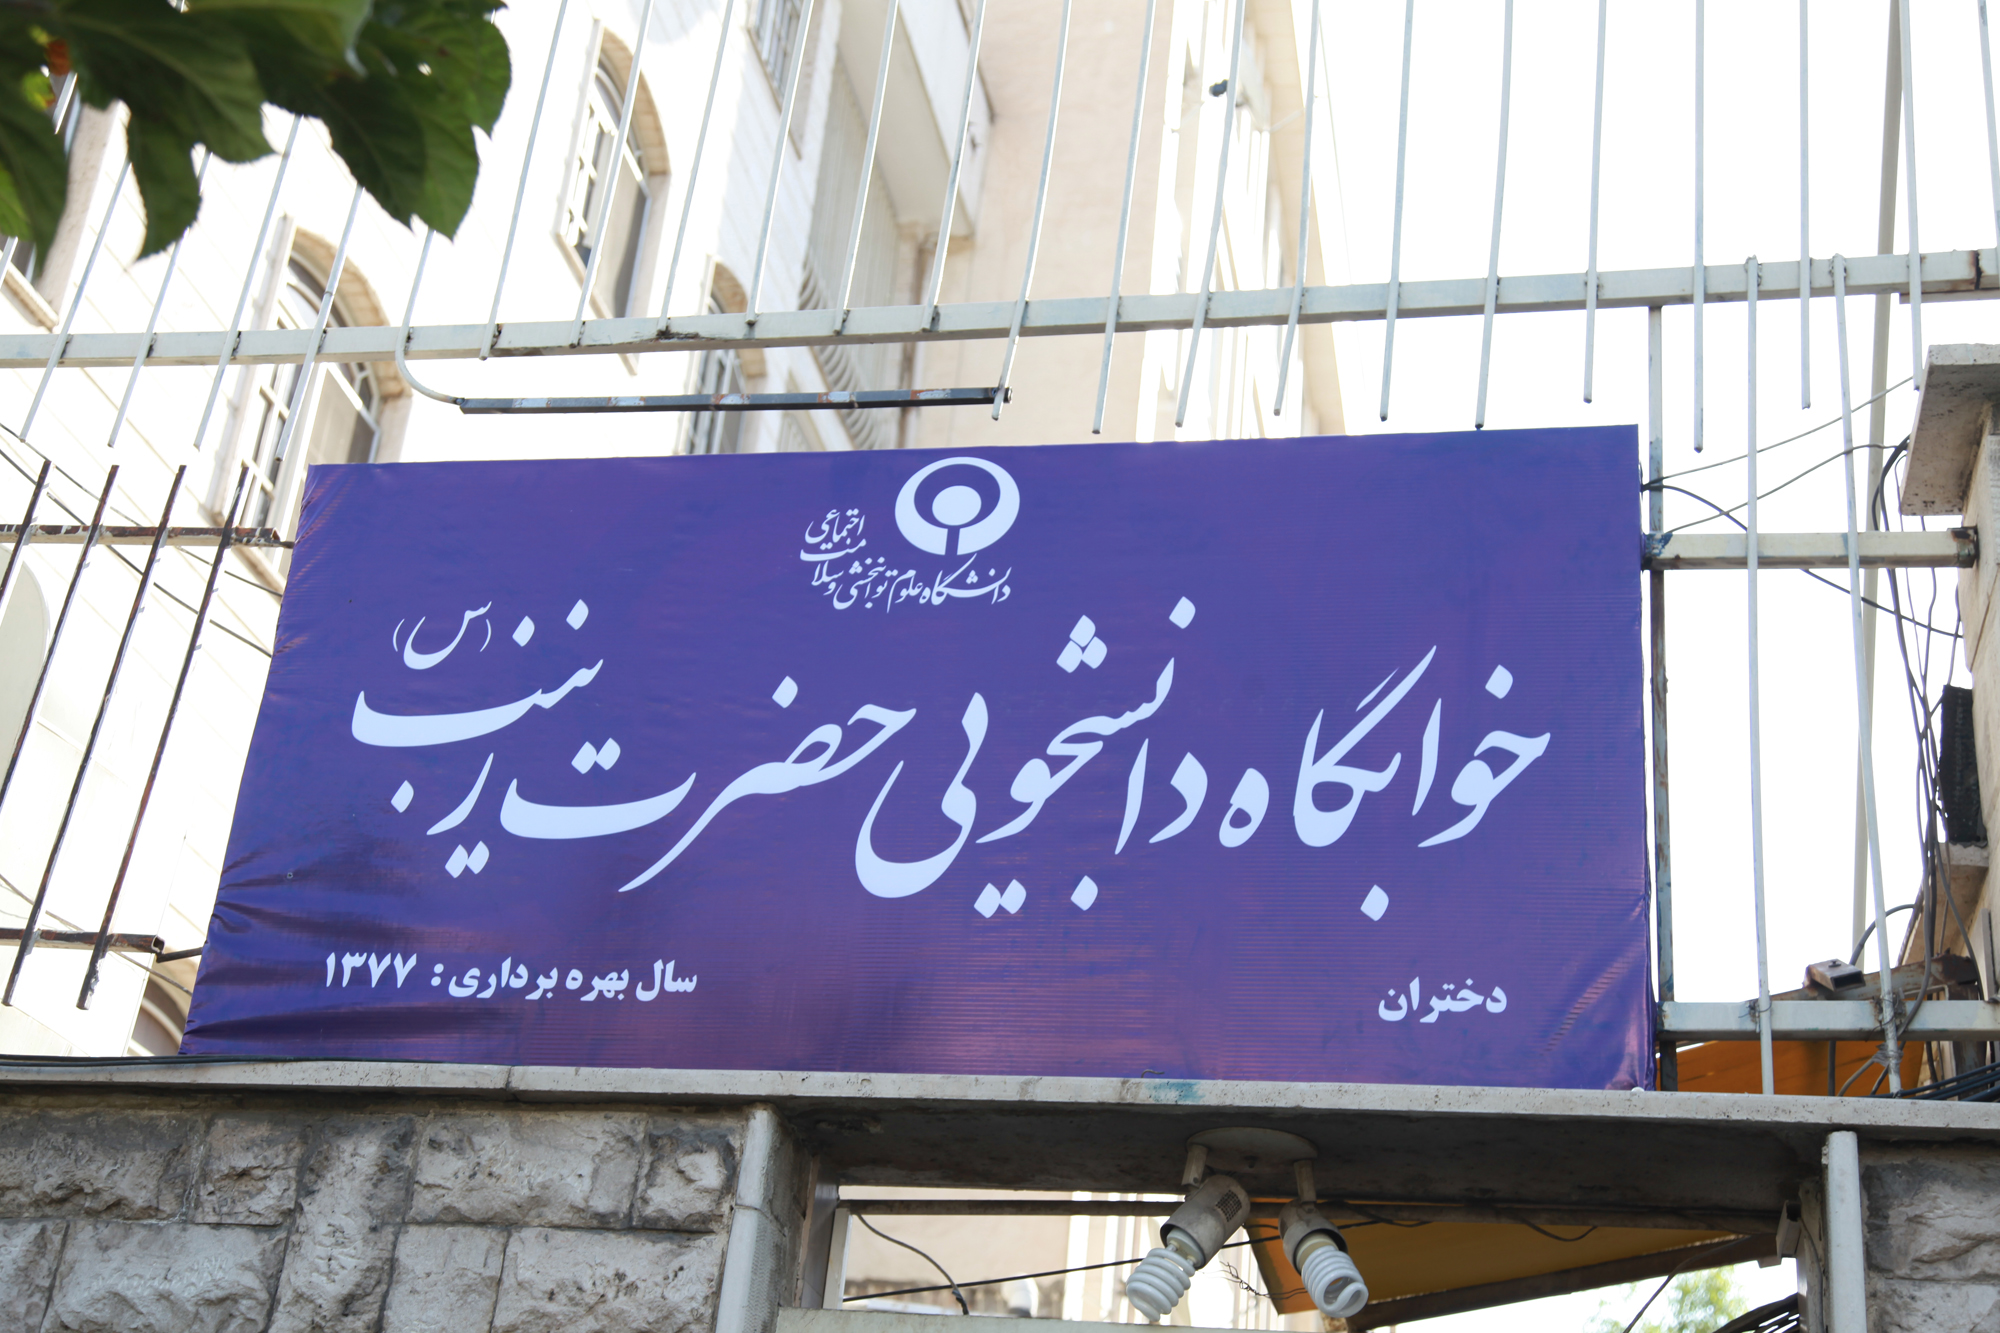 دانشگاه علوم توانبخشی و سلامت اجتماعی
خوابگاه دانشجویی حضرت زینب (س)
دختران
سال بهره برداری: ۱۳۷۷